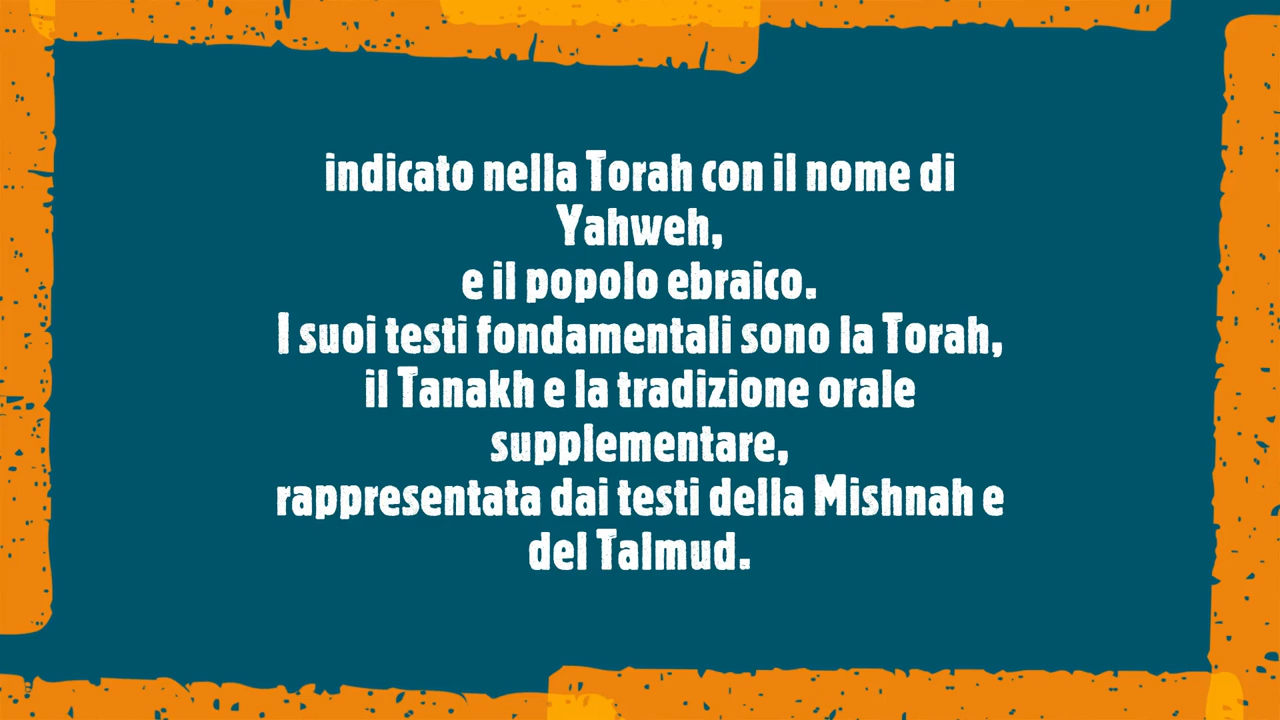 indicato nella Torah con il nome di
Yahweh,
e il popolo ebraico.
I suoi testi fondamentali sono la Torah,
il Tanakh e la tradizione orale
supplementare,
rappresentata dai testi della Mishnah e
del Talmud.